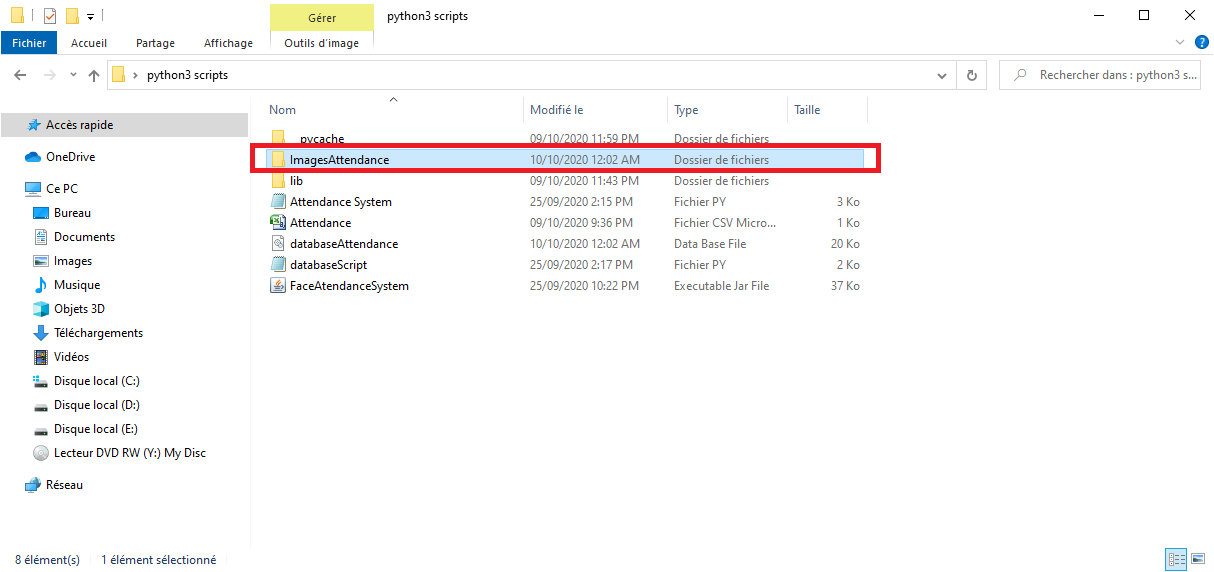 Gérer
python3 scripts
Fichier
Accueil
Partage
Affichage
Outils d'image
python3 scripts
Rechercher dans : python3 s...
Accès rapide
OneDrive
Ce PC
Bureau
Documents
Images
Musique
Objets 3D
Téléchargements
Vidéos
Disque local (C:)
Disque local (D:)
Disque local (E:)
Lecteur DVD RW (Y:) My Disc
Réseau
Nom Modifié le Type Taille
__pycache__ 09/10/2020 11:59 PM Dossier de fichiers
ImagesAttendance 10/10/2020 12:02 AM Dossier de fichiers
lib 09/10/2020 11:43 PM Dossier de fichiers
Attendance System 25/09/2020 2:15 PM Fichier PY 3 Ko
Attendance 09/10/2020 9:36 PM Fichier CSV Micro... 1 Ko
databaseAttendance 10/10/2020 12:02 AM Data Base File 20 Ko
databaseScript 25/09/2020 2:17 PM Fichier PY 2 Ko
FaceAtendanceSystem 25/09/2020 10:22 PM Executable Jar File 37 Ko
8 élément(s) 1 élément sélectionné